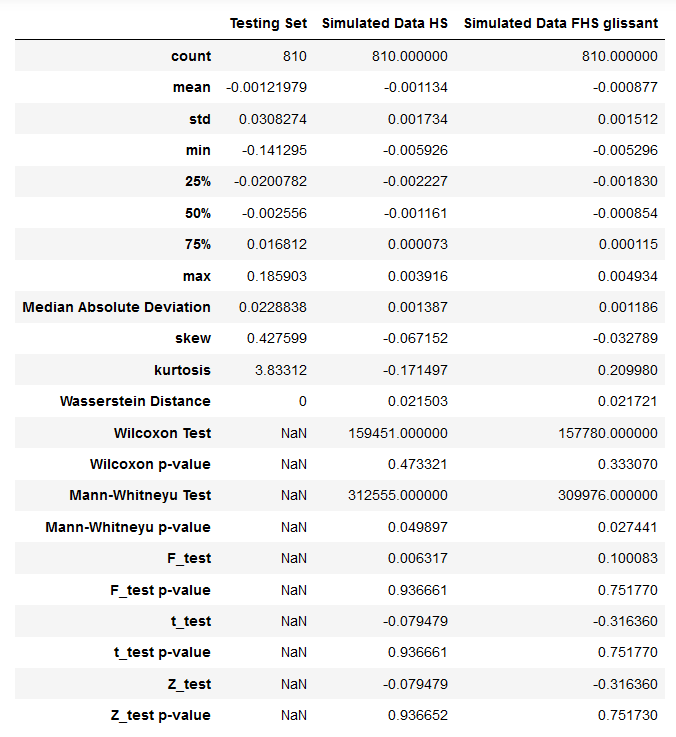 Testing Set Simulated Data HS Simulated Data FHS glissant
count 810 810.000000 810.000000
mean -0.00121979 -0.001134 -0.000877
std 0.0308274 0.001734 0.001512
min -0.141295 -0.005926 -0.005296
25% -0.0200782 -0.002227 -0.001830
50% -0.002556 -0.001161 -0.000854
75% 0.016812 0.000073 0.000115
max 0.185903 0.003916 0.004934
Median Absolute Deviation 0.0228838 0.001387 0.001186
skew 0.427599 -0.067152 -0.032789
kurtosis 3.83312 -0.171497 0.209980
Wasserstein Distance 0 0.021503 0.021721
Wilcoxon Test NaN 159451.000000 157780.000000
Wilcoxon p-value NaN 0.473321 0.333070
Mann-Whitneyu Test NaN 312555.000000 309976.000000
Mann-Whitneyu p-value NaN 0.049897 0.027441
F_test NaN 0.006317 0.100083
F_test p-value NaN 0.936661 0.751770
t_test NaN -0.079479 -0.316360
t_test p-value NaN 0.936661 0.751770
Z_test NaN -0.079479 -0.316360
Z_test p-value NaN 0.936652 0.751730